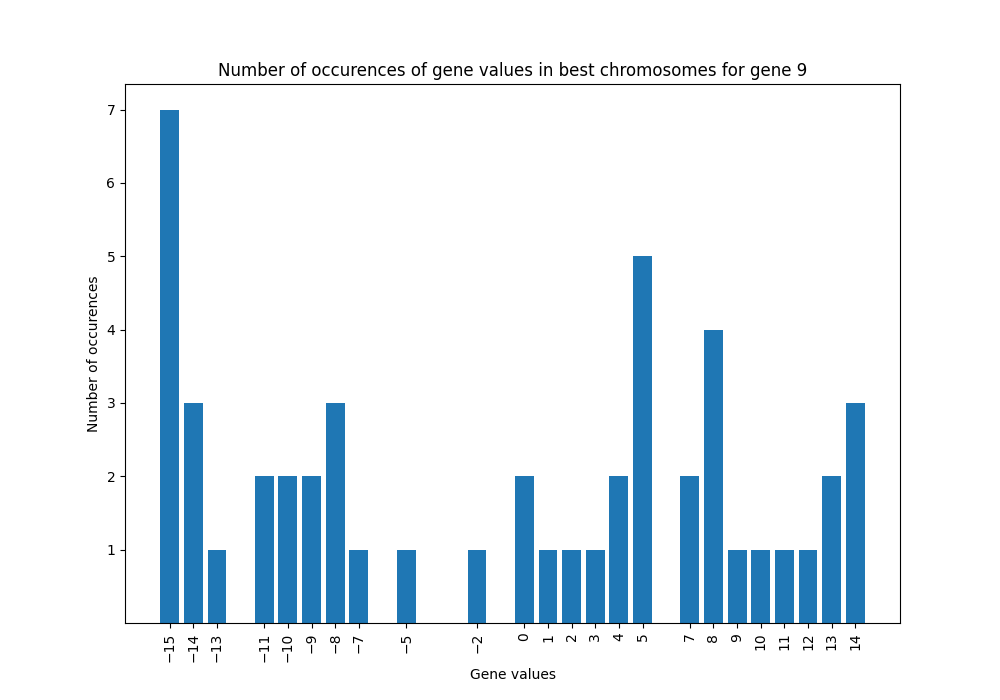 Number of occurences of gene values in best chromosomes for gene 9
Number of occurences
7
6
5
4
3
2
1
−15 −14 −13 −11 −10 −9 −8 −7 −5 −2 0 1 2 3 4 5 7 8 9 10 11 12 13 14
Gene values